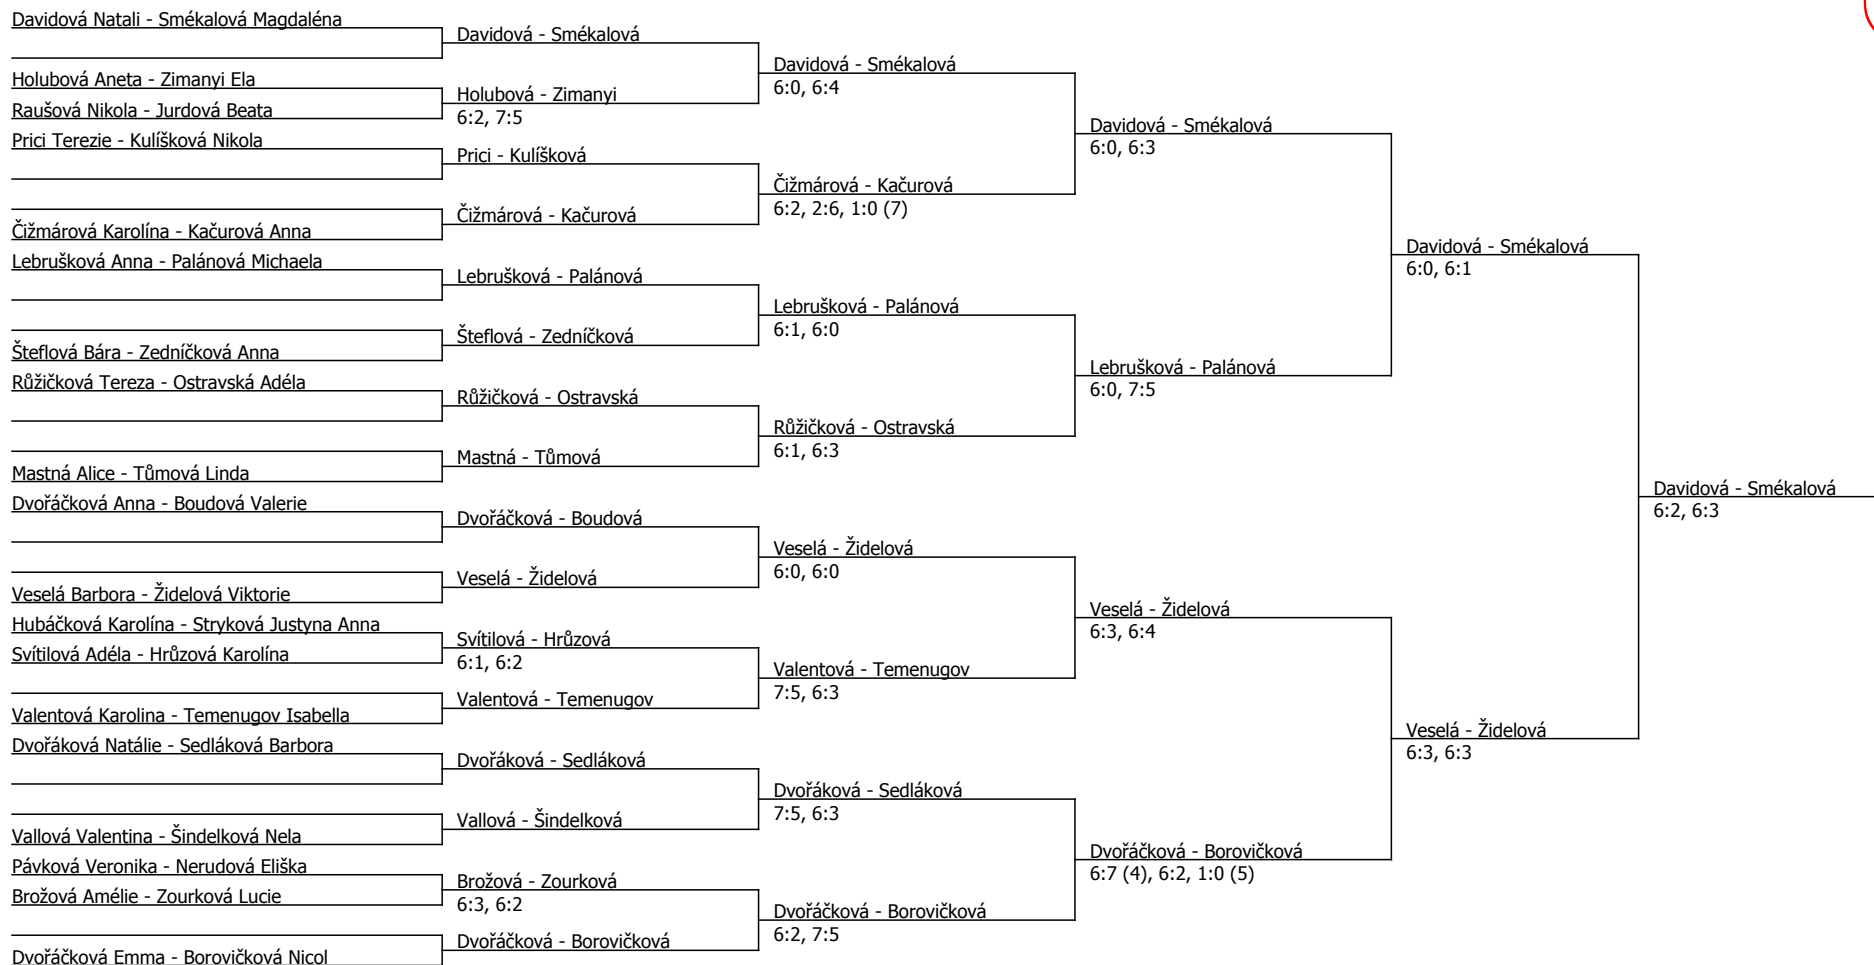 Davidová Natali - Smékalová Magdaléna
Holubová Aneta - Zimanyi Ela
Raušová Nikola - Jurdová Beata
Prici Terezie - Kulíšková Nikola
Čižmárová Karolína - Kačurová Anna
Lebrušková Anna - Palánová Michaela
Šteflová Bára - Zedníčková Anna
Růžičková Tereza - Ostravská Adéla
Mastná Alice - Tůmová Linda
Dvořáčková Anna - Boudová Valerie
Veselá Barbora - Židelová Viktorie
Hubáčková Karolína - Stryková Justyna Anna
Svítilová Adéla - Hrůzová Karolína
Valentová Karolina - Temenugov Isabella
Dvořáková Natálie - Sedláková Barbora
Vallová Valentina - Šindelková Nela
Pávková Veronika - Nerudová Eliška
Brožová Amélie - Zourková Lucie
Dvořáčková Emma - Borovičková Nicol
Davidová - Smékalová
Holubová - Zimanyi
6:2, 7:5
Prici - Kulíšková
Čižmárová - Kačurová
Lebrušková - Palánová
Šteflová - Zedníčková
Růžičková - Ostravská
Mastná - Tůmová
Dvořáčková - Boudová
Veselá - Židelová
Svítilová - Hrůzová
6:1, 6:2
Valentová - Temenugov
Dvořáková - Sedláková
Vallová - Šindelková
Brožová - Zourková
6:3, 6:2
Dvořáčková - Borovičková
Davidová - Smékalová
6:0, 6:4
Čižmárová - Kačurová
6:2, 2:6, 1:0 (7)
Lebrušková - Palánová
6:1, 6:0
Růžičková - Ostravská
6:1, 6:3
Veselá - Židelová
6:0, 6:0
Valentová - Temenugov
7:5, 6:3
Dvořáková - Sedláková
7:5, 6:3
Dvořáčková - Borovičková
6:2, 7:5
Davidová - Smékalová
6:0, 6:3
Lebrušková - Palánová
6:0, 7:5
Veselá - Židelová
6:3, 6:4
Dvořáčková - Borovičková
6:7 (4), 6:2, 1:0 (5)
Davidová - Smékalová
6:0, 6:1
Veselá - Židelová
6:3, 6:3
Davidová - Smékalová
6:2, 6:3